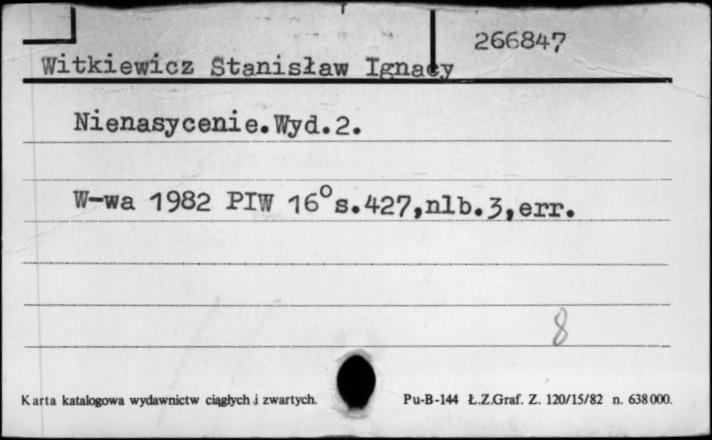 266847
Witkiewicz Stanisław Ignacy
Nienasycenie.Wyd.2.
W-wa 1982 PIW 16°s.427,nlb.3,err.
8
Karta katalogowa wydawnictw ciągłych i zwartych. Pu-B-144 Ł.Z.Graf. Z. 120/15/82 n. 638000.